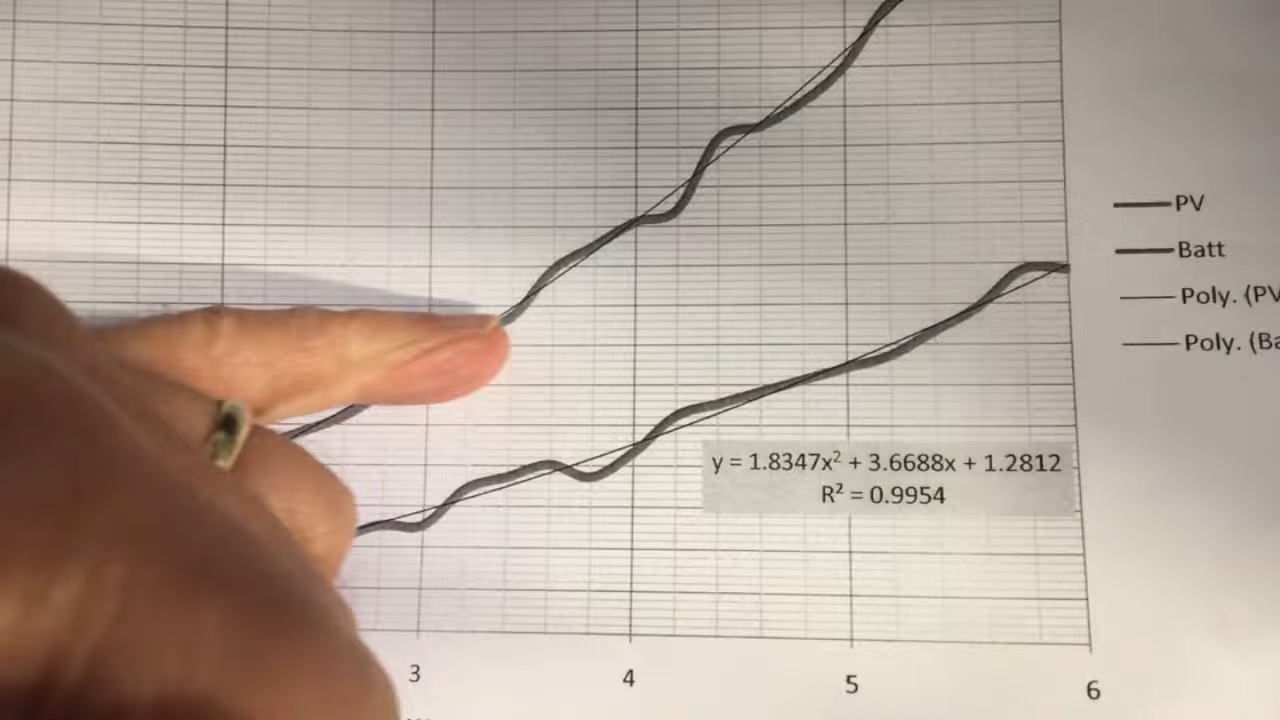 PV
Batt
Poly. (PV
Poly. (Ba
y = 1.8347x² + 3.6688x + 1.2812
R² = 0.9954
3 4 5 6